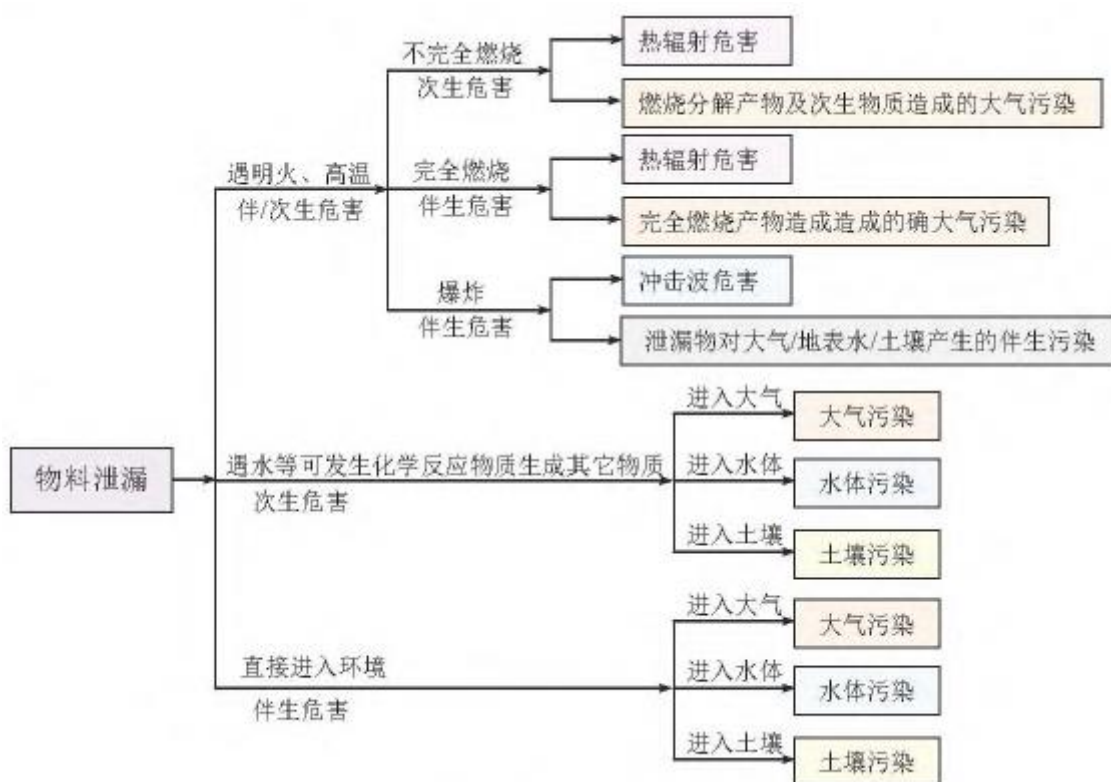 不完全燃烧
次生危害
热辐射危害
燃烧分解产物及次生物质造成的大气污染
遇明火、高温
伴/次生危害
完全燃烧
伴生危害
热辐射危害
完全燃烧产物造成造成的确大气污染
爆炸
伴生危害
冲击波危害
泄漏物对大气/地表水/土壤产生的伴生污染
物料泄漏
遇水等可发生化学反应物质生成其它物质
次生危害
进入大气
大气污染
进入水体
水体污染
进入土壤
土壤污染
直接进入环境
伴生危害
进入大气
大气污染
进入水体
水体污染
进入土壤
土壤污染